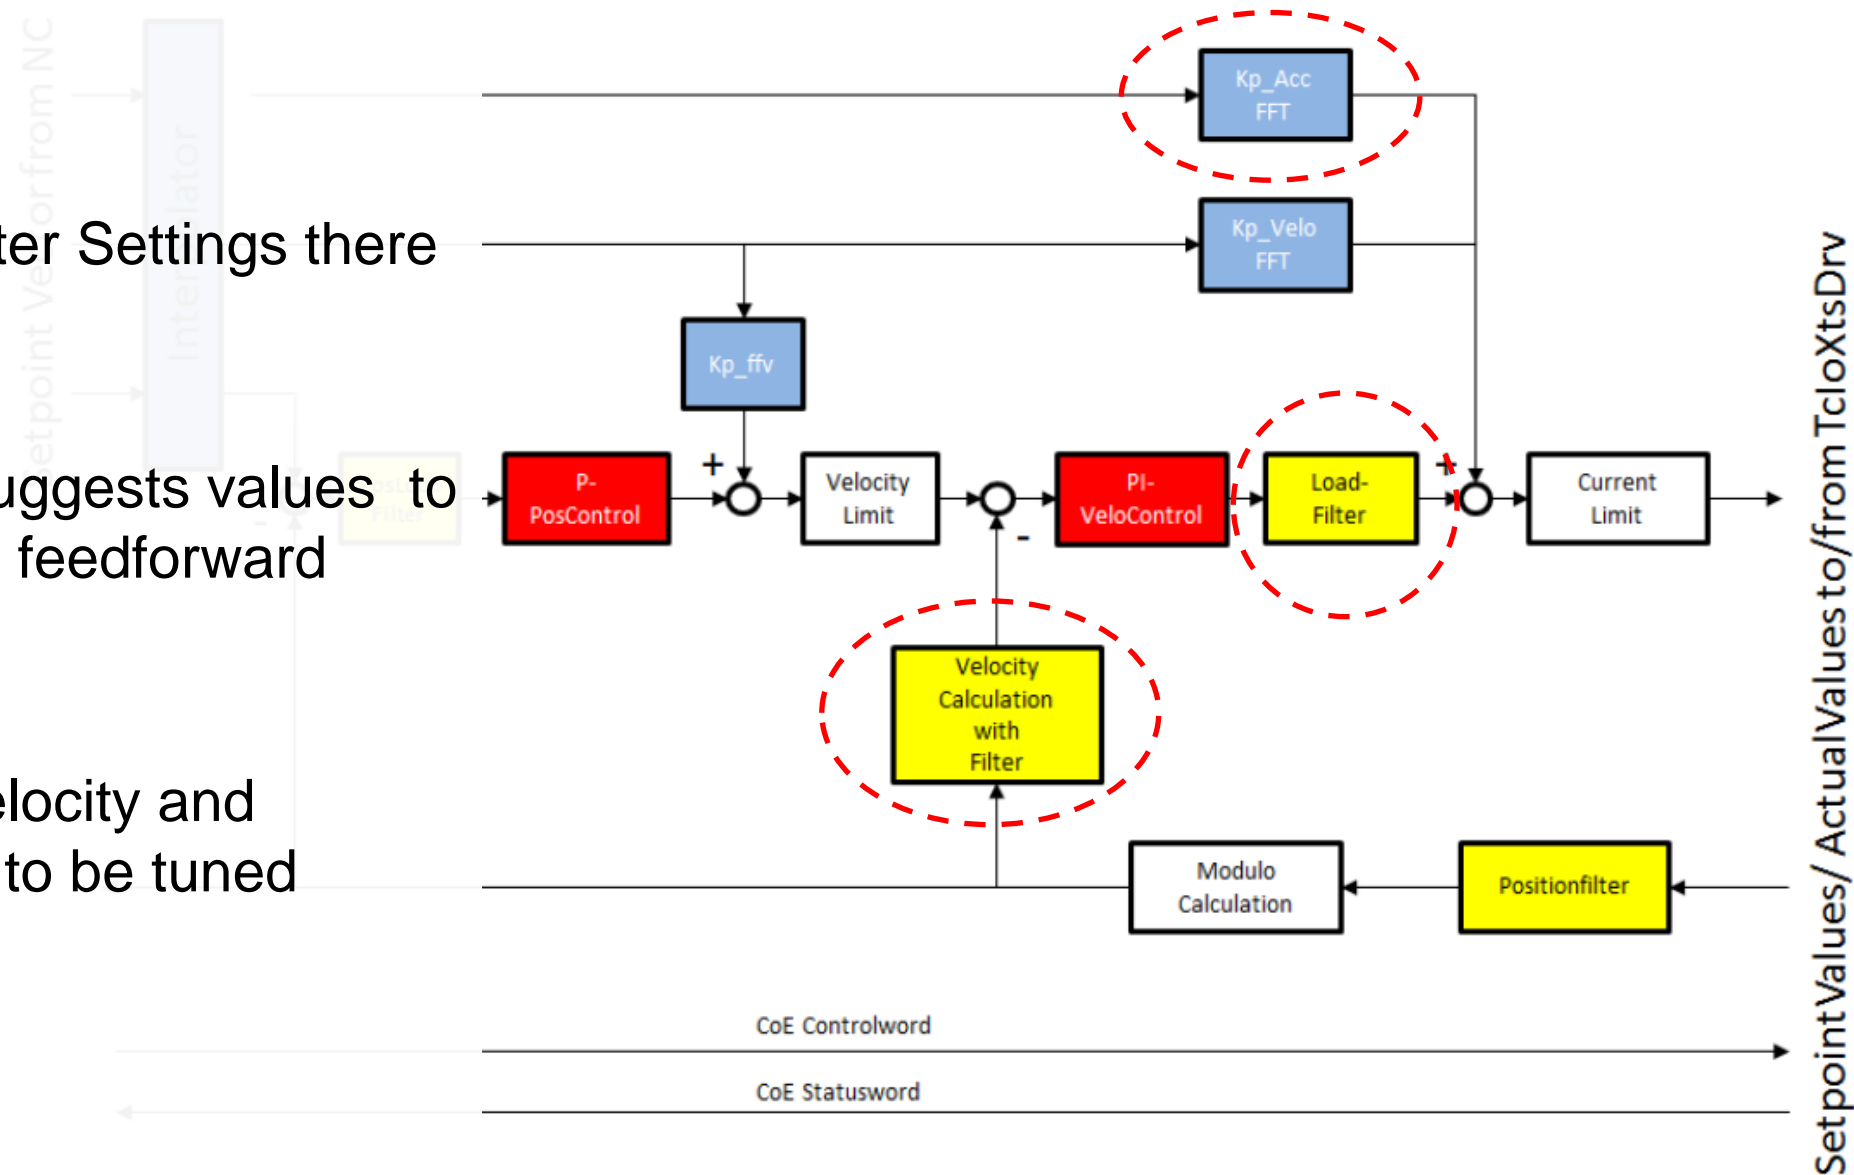 Kp_Acc
FFT
ter Settings there
Kp_Velo
FFT
Kp_ffv
uggests values to
feedforward
Filter
P-
PosControl
+
Velocity
Limit
-
PI-
VeloControl
Load-
Filter
+
Current
Limit
Velocity
Calculation
with
Filter
elocity and
to be tuned
Modulo
Calculation
Positionfilter
CoE Controlword
CoE Statusword
Setpoint Values/ Actual Values to/from TcIoXtsDrv